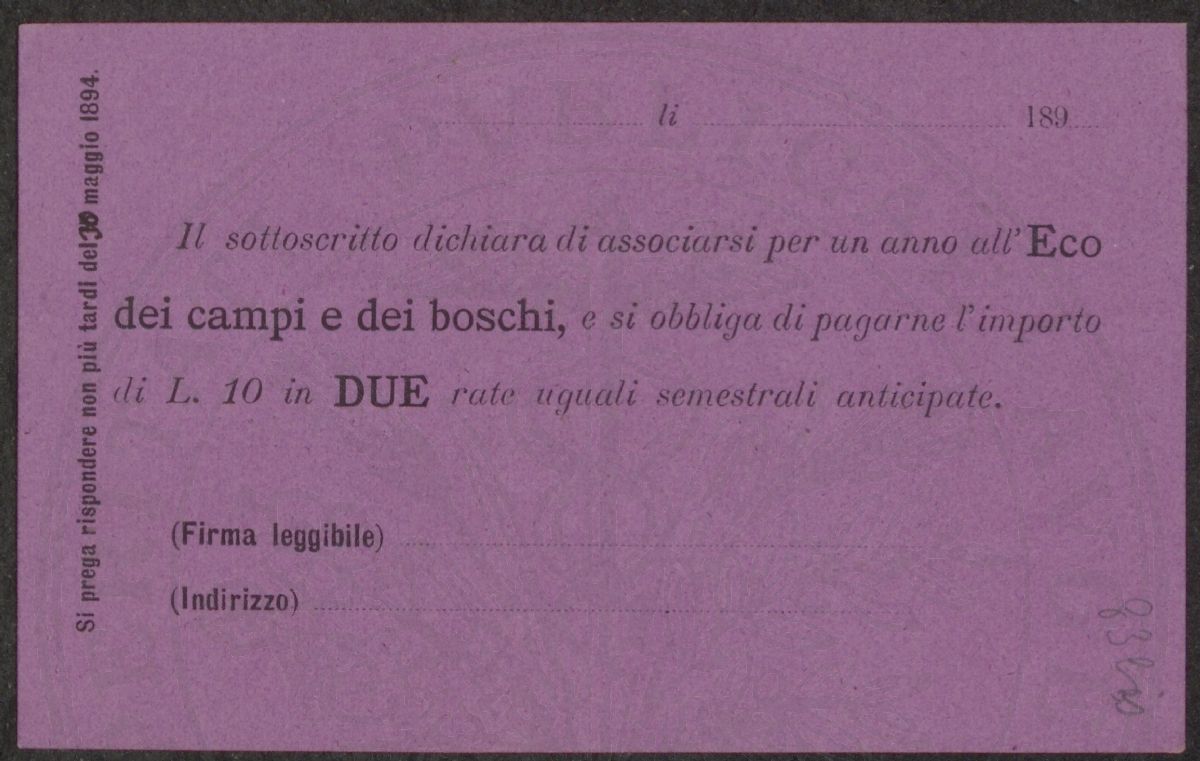 li 189
Il sottoscritto dichiara di associarsi per un anno all' Eco
dei campi e dei boschi, e si obbliga di pagarne l'importo
di L. 10 in DUE rate uguali semestrali anticipate.
(Firma leggibile)
(Indirizzo)
Si prega rispondere non più tardi del 30 maggio 1894.